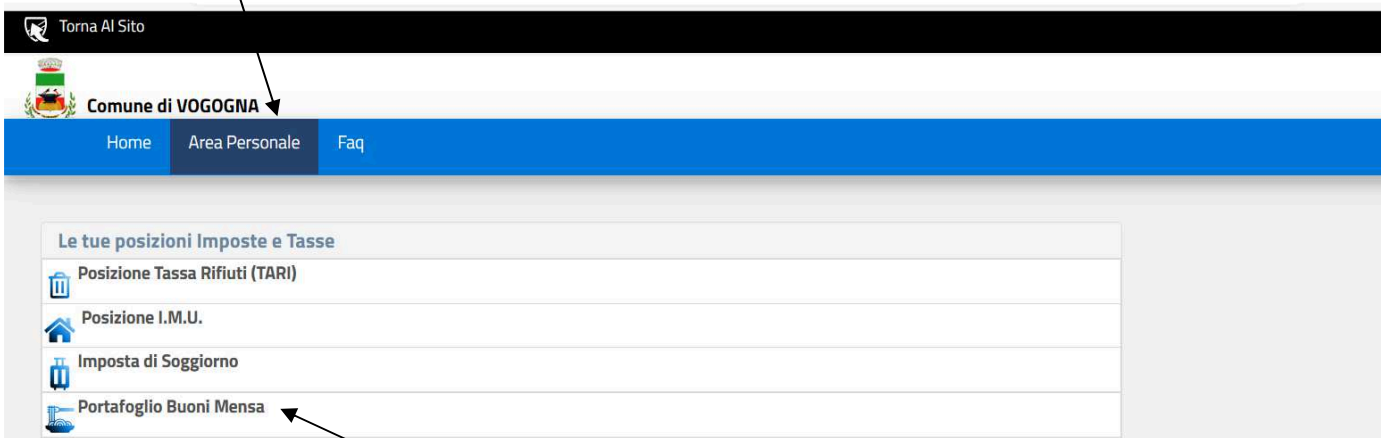 Torna Al Sito
Comune di VOGOGNA
Home Area Personale Faq
Le tue posizioni Imposte e Tasse
Posizione Tassa Rifiuti (TARI)
Posizione I.M.U.
Imposta di Soggiorno
Portafoglio Buoni Mensa